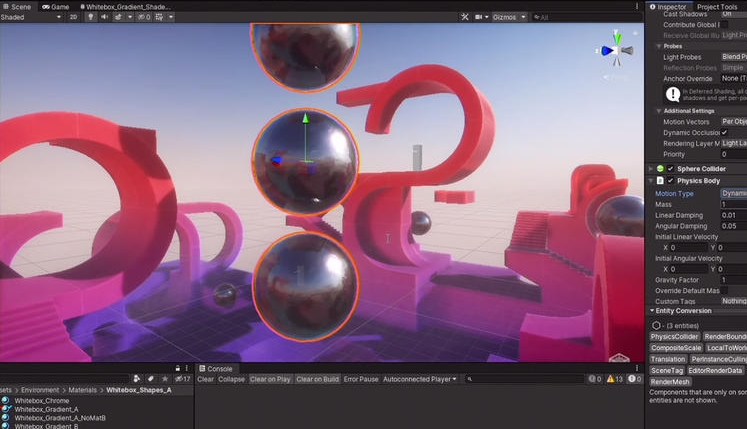 Scene Game Whitebox_Gradient_Shade...
Shaded 2D 0 Gizmos All
Inspector Project Tools
Cast Shadows On
Contribute Global I
Receive Global Illu Light Pr
Probes
Light Probes Blend P
Reflection Probes Simple
Anchor Override None (T
In Deferred Shading, all o
shadows and get per-pix
Additional Settings
Motion Vectors Per Obje
Dynamic Occlusio
Rendering Layer M Light La
Priority 0
Sphere Collider
Physics Body
Motion Type Dynami
Mass 1
Linear Damping 0.01
Angular Damping 0.05
Initial Linear Velocity
X 0 Y 0
Initial Angular Velocity
X 0 Y 0
Gravity Factor 1
Override Default Mas
Custom Tags Nothing
Entity Conversion
- (3 entities)
PhysicsCollider RenderBound
CompositeScale LocalToWorl
Translation PerInstanceCulling
SceneTag EditorRenderData
RenderMesh
Components that are only on som
entities are not shown.
17
sets > Environment > Materials > Whitebox_Shapes_A
Whitebox_Chrome
Whitebox_Gradient_A
Whitebox_Gradient_A_NoMatB
Whitebox_Gradient_B
Console
Clear Collapse Clear on Play Clear on Build Error Pause Autoconnected Player 0 13 0